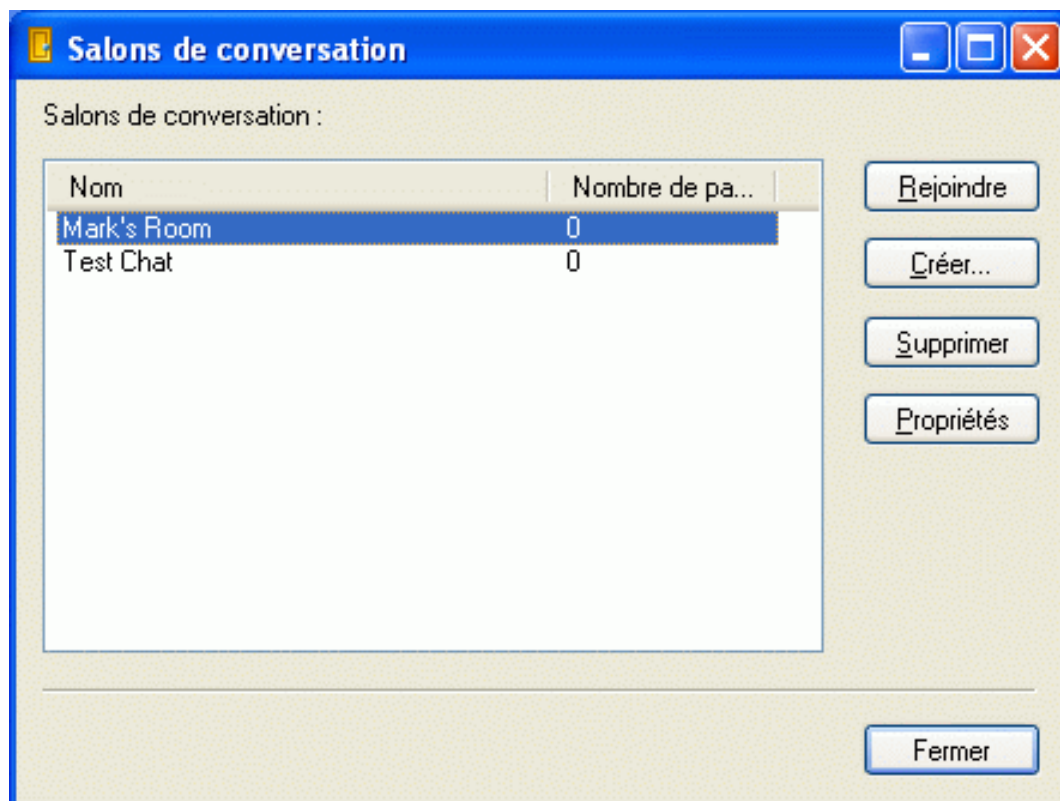 Salons de conversation
Salons de conversation :
Nom Nombre de pa...
Mark's Room 0
Test Chat 0
Rejoindre
Créer...
Supprimer
Propriétés
Fermer